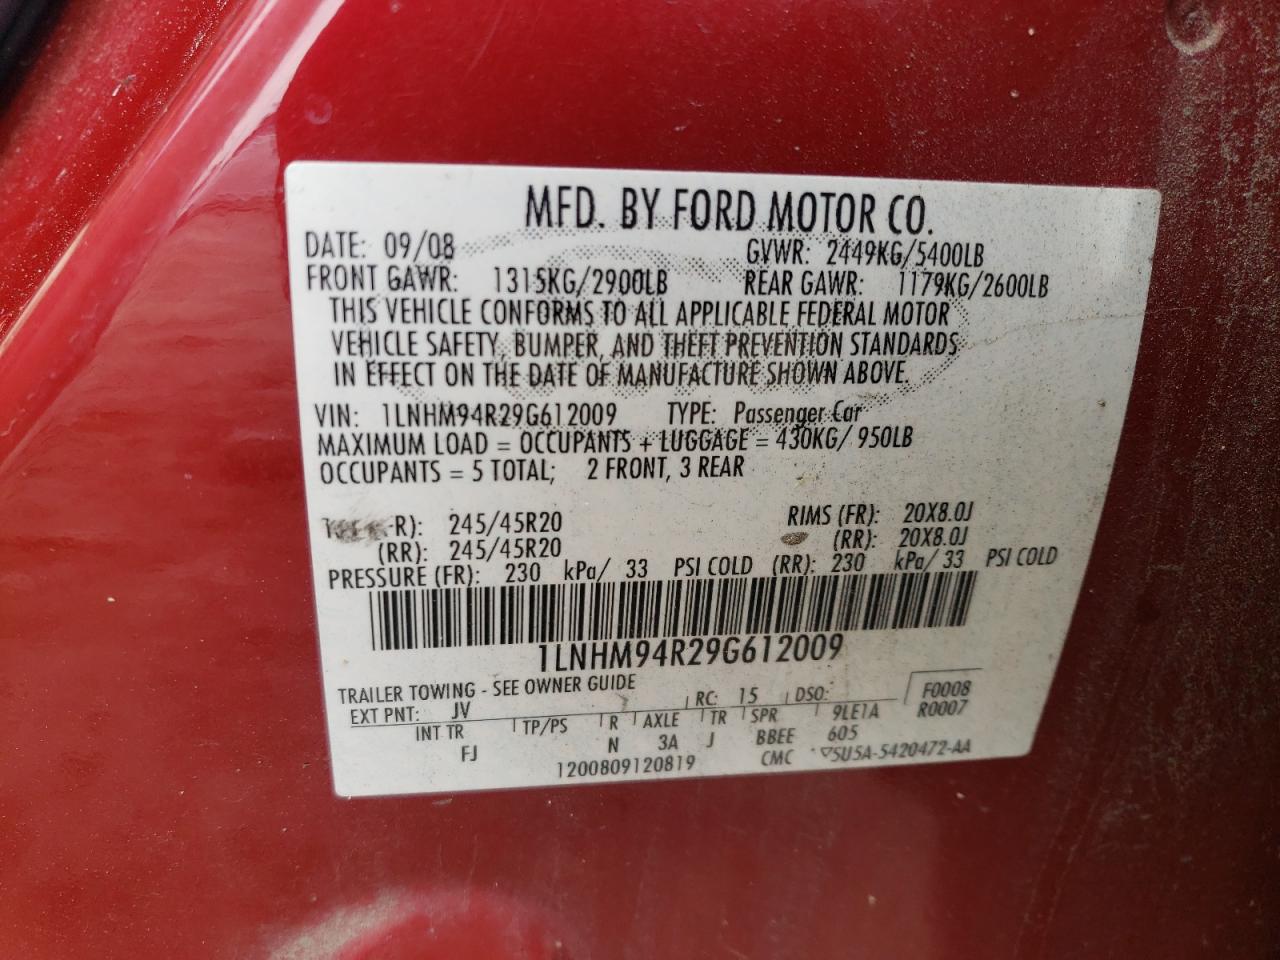 MFD. BY FORD MOTOR CO.
DATE: 09/08 GVWR: 2449KG/5400LB
FRONT GAWR: 1315KG/2900LB REAR GAWR: 1179KG/2600LB
THIS VEHICLE CONFORMS TO ALL APPLICABLE FEDERAL MOTOR
VEHICLE SAFETY, BUMPER, AND THEFT PREVENTION STANDARDS
IN EFFECT ON THE DATE OF MANUFACTURE SHOWN ABOVE.
VIN: 1LNHM94R29G612009 TYPE: Passenger Car
MAXIMUM LOAD = OCCUPANTS + LUGGAGE = 430KG/ 950LB
OCCUPANTS = 5 TOTAL; 2 FRONT, 3 REAR
245/45R20 RIMS (FR): 20X8.0J
(RR): 245/45R20 (RR): 20X8.0J
PRESSURE (FR): 230 kPa/ 33 PSI COLD (RR): 230 kPa/ 33 PSI COLD
1LNHM94R29G612009
TRAILER TOWING - SEE OWNER GUIDE
EXT PNT: JV RC: 15 DSO: F0008
INT TR TP/PS R AXLE TR SPR 9LE1A R0007
FJ N 3A J BBEE 605
1200809120819 CMC ▽5U5A-5420472-AA